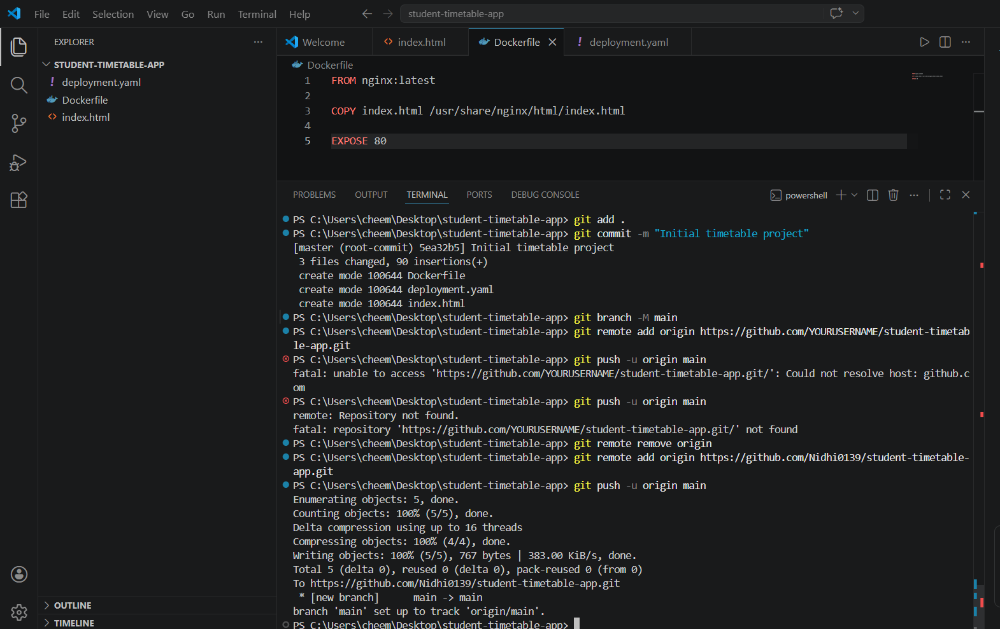 File Edit Selection View Go Run Terminal Help
student-timetable-app
EXPLORER
STUDENT-TIMETABLE-APP
! deployment.yaml
Dockerfile
<> index.html
OUTLINE
TIMELINE
Welcome
<> index.html
Dockerfile
! deployment.yaml
Dockerfile
1 FROM nginx:latest
2
3 COPY index.html /usr/share/nginx/html/index.html
4
5 EXPOSE 80
PROBLEMS OUTPUT TERMINAL PORTS DEBUG CONSOLE
powershell
PS C:\Users\cheem\Desktop\student-timetable-app> git add .
PS C:\Users\cheem\Desktop\student-timetable-app> git commit -m "Initial timetable project"
[master (root-commit) 5ea32b5] Initial timetable project
3 files changed, 90 insertions(+)
create mode 100644 Dockerfile
create mode 100644 deployment.yaml
create mode 100644 index.html
PS C:\Users\cheem\Desktop\student-timetable-app> git branch -M main
PS C:\Users\cheem\Desktop\student-timetable-app> git remote add origin https://github.com/YOURUSERNAME/student-timetab
le-app.git
PS C:\Users\cheem\Desktop\student-timetable-app> git push -u origin main
fatal: unable to access 'https://github.com/YOURUSERNAME/student-timetable-app.git/': Could not resolve host: github.c
om
PS C:\Users\cheem\Desktop\student-timetable-app> git push -u origin main
remote: Repository not found.
fatal: repository 'https://github.com/YOURUSERNAME/student-timetable-app.git/' not found
PS C:\Users\cheem\Desktop\student-timetable-app> git remote remove origin
PS C:\Users\cheem\Desktop\student-timetable-app> git remote add origin https://github.com/Nidhi0139/student-timetable-
app.git
PS C:\Users\cheem\Desktop\student-timetable-app> git push -u origin main
Enumerating objects: 5, done.
Counting objects: 100% (5/5), done.
Delta compression using up to 16 threads
Compressing objects: 100% (4/4), done.
Writing objects: 100% (5/5), 767 bytes | 383.00 KiB/s, done.
Total 5 (delta 0), reused 0 (delta 0), pack-reused 0 (from 0)
To https://github.com/Nidhi0139/student-timetable-app.git
* [new branch] main -> main
branch 'main' set up to track 'origin/main'.
PS C:\Users\cheem\Desktop\student-timetable-app>